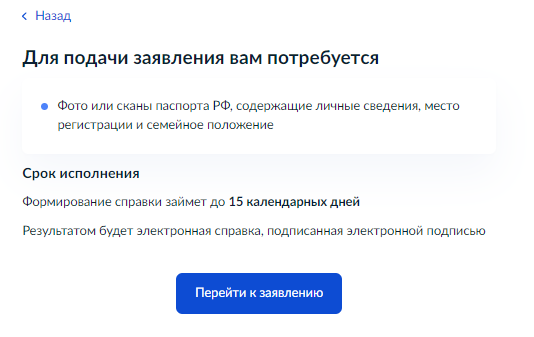 Назад
Для подачи заявления вам потребуется
Фото или сканы паспорта РФ, содержащие личные сведения, место
регистрации и семейное положение
Срок исполнения
Формирование справки займет до 15 календарных дней
Результатом будет электронная справка, подписанная электронной подписью
Перейти к заявлению